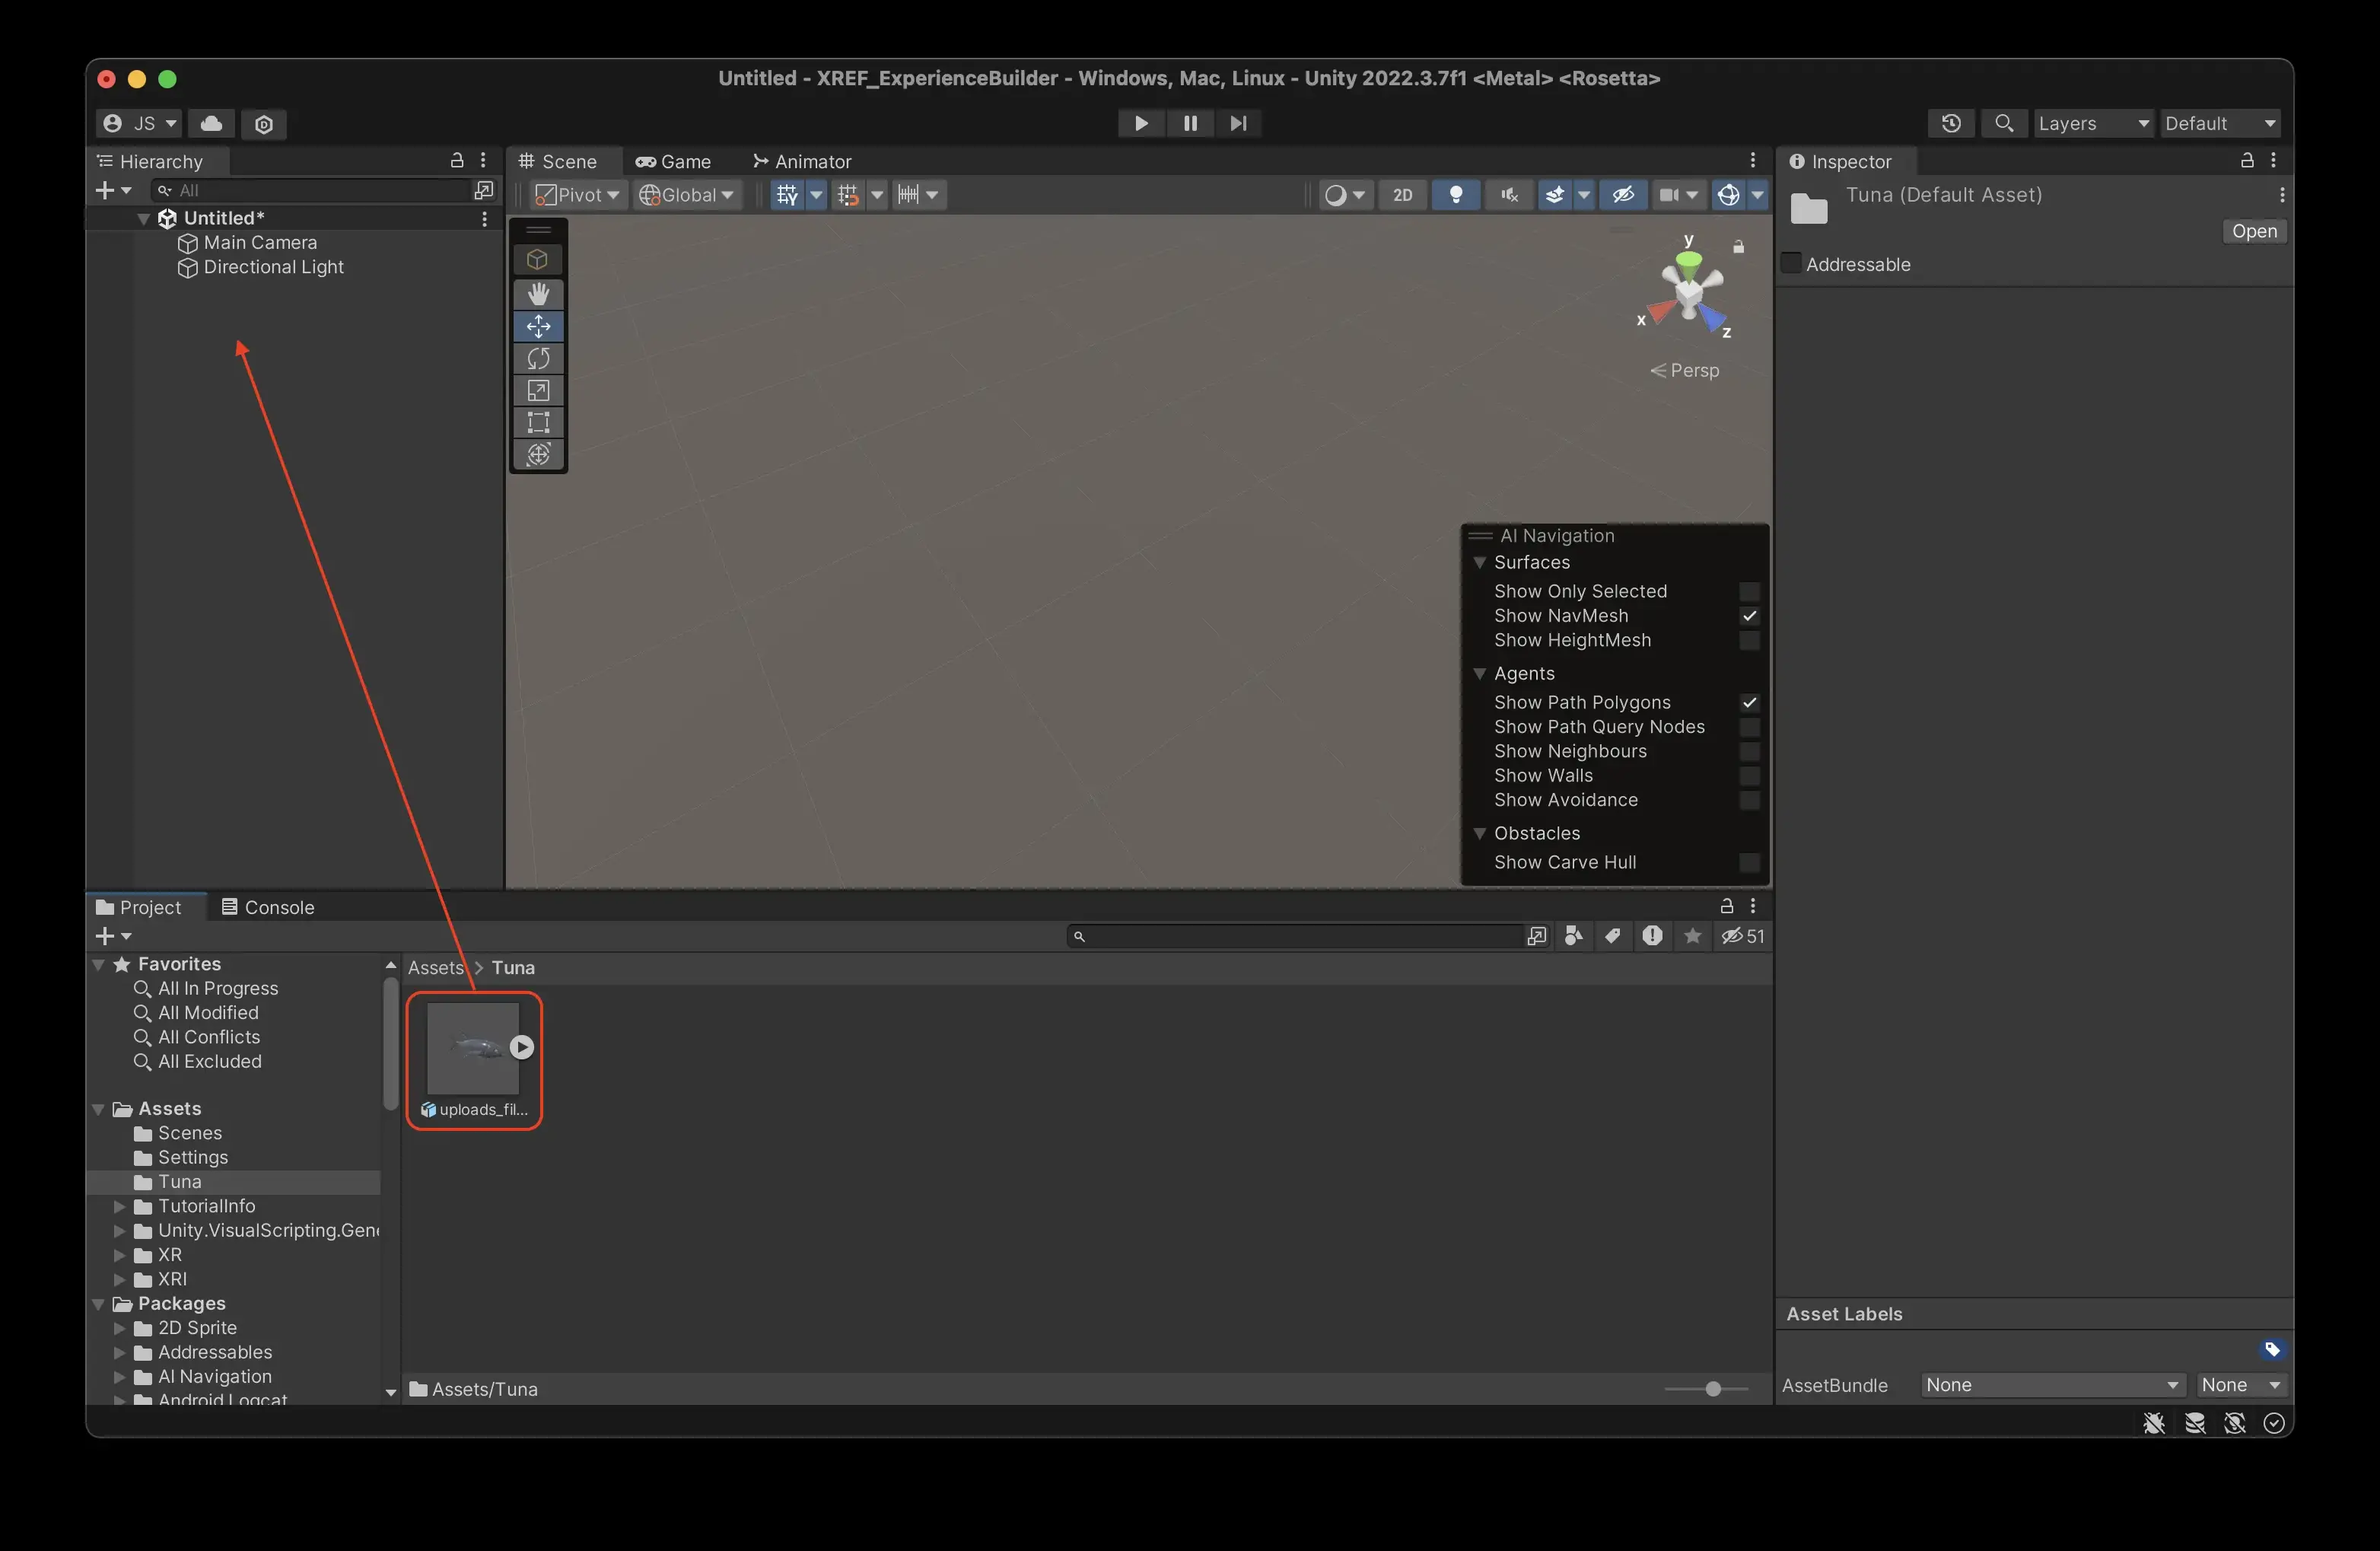 Untitled - XREF_ExperienceBuilder - Windows, Mac, Linux - Unity 2022.3.7f1 <Metal> <Rosetta>
JS
Layers
Default
Hierarchy
All
Untitled*
Main Camera
Directional Light
Scene
Game
Animator
Pivot
Global
2D
y
x
z
Persp
AI Navigation
Surfaces
Show Only Selected
Show NavMesh
Show HeightMesh
Agents
Show Path Polygons
Show Path Query Nodes
Show Neighbours
Show Walls
Show Avoidance
Obstacles
Show Carve Hull
Inspector
Tuna (Default Asset)
Open
Addressable
Project
Console
51
Favorites
All In Progress
All Modified
All Conflicts
All Excluded
Assets
Scenes
Settings
Tuna
TutorialInfo
Unity.VisualScripting.Gene
XR
XRI
Packages
2D Sprite
Addressables
AI Navigation
Android Logcat
Assets > Tuna
uploads_fil...
Assets/Tuna
Asset Labels
AssetBundle
None
None